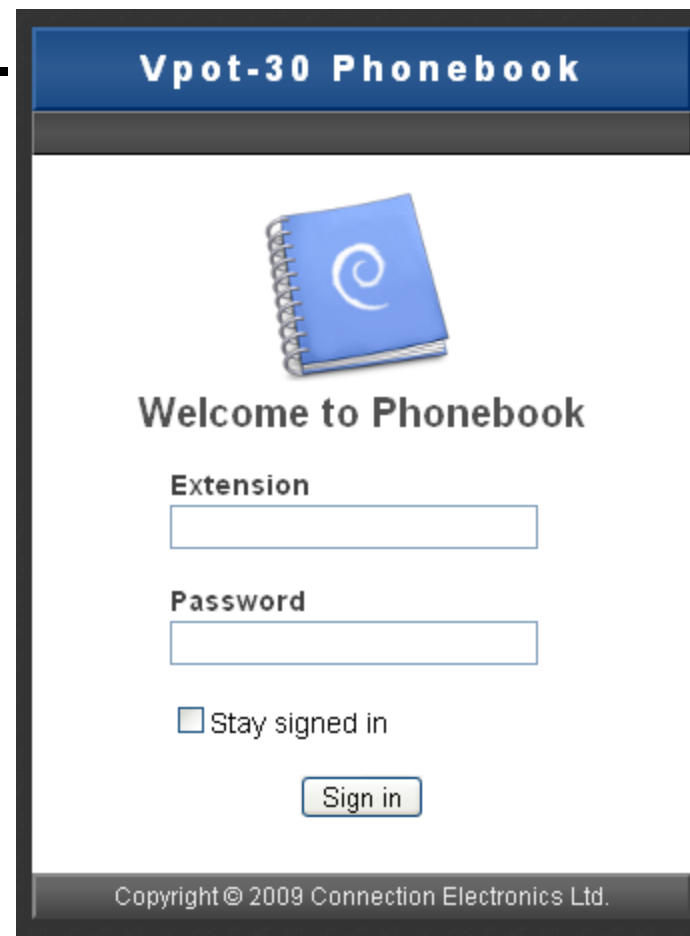 Vpot-30 Phonebook
Welcome to Phonebook
Extension
Password
Stay signed in
Sign in
Copyright © 2009 Connection Electronics Ltd.